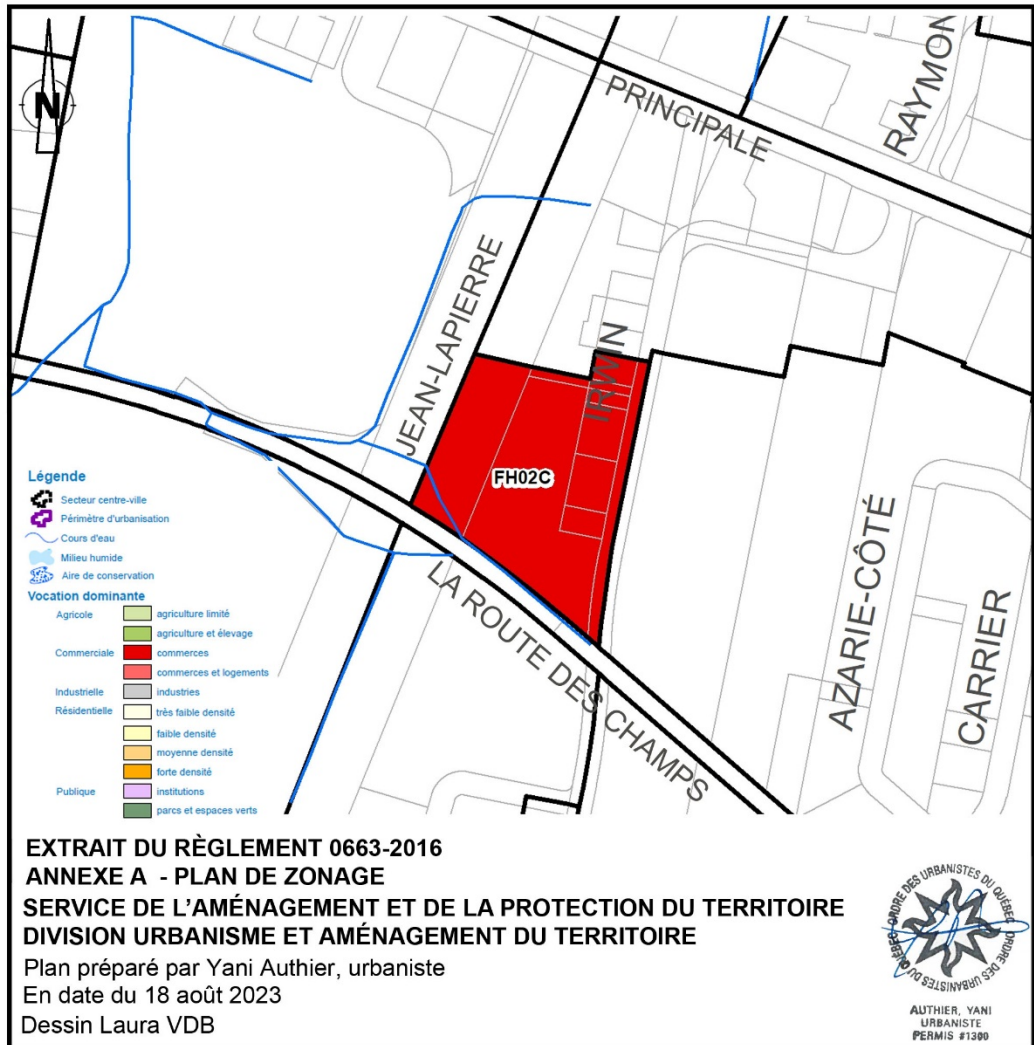 RAYMON
PRINCIPALE
N
JEAN-LAPIERRE
IRWIN
FH02C
LA ROUTE DES CHAMPS
AZARIE-CÔTÉ
CARRIER
Légende
Secteur centre-ville
Périmètre d'urbanisation
Cours d'eau
Milieu humide
Aire de conservation
Vocation dominante
Agricole agriculture limité
agriculture et élevage
Commerciale commerces
commerces et logements
Industrielle industries
Résidentielle très faible densité
faible densité
moyenne densité
forte densité
Publique institutions
parcs et espaces verts
EXTRAIT DU RÈGLEMENT 0663-2016
ANNEXE A - PLAN DE ZONAGE
SERVICE DE L'AMÉNAGEMENT ET DE LA PROTECTION DU TERRITOIRE
DIVISION URBANISME ET AMÉNAGEMENT DU TERRITOIRE
Plan préparé par Yani Authier, urbaniste
En date du 18 août 2023
Dessin Laura VDB
ORDRE DES URBANISTES DU QUÉBEC ORDRE DES URBANISTES DU QUÉBEC
AUTHIER, YANI
URBANISTE
PERMIS #1300